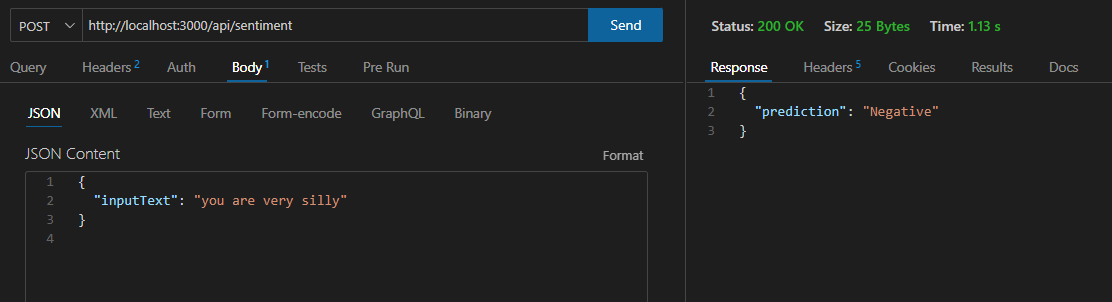 POST http://localhost:3000/api/sentiment Send
Query Headers 2 Auth Body 1 Tests Pre Run
JSON XML Text Form Form-encode GraphQL Binary
JSON Content Format
1 {
2 "inputText": "you are very silly"
3 }
4
Status: 200 OK Size: 25 Bytes Time: 1.13 s
Response Headers 5 Cookies Results Docs
1 {
2 "prediction": "Negative"
3 }